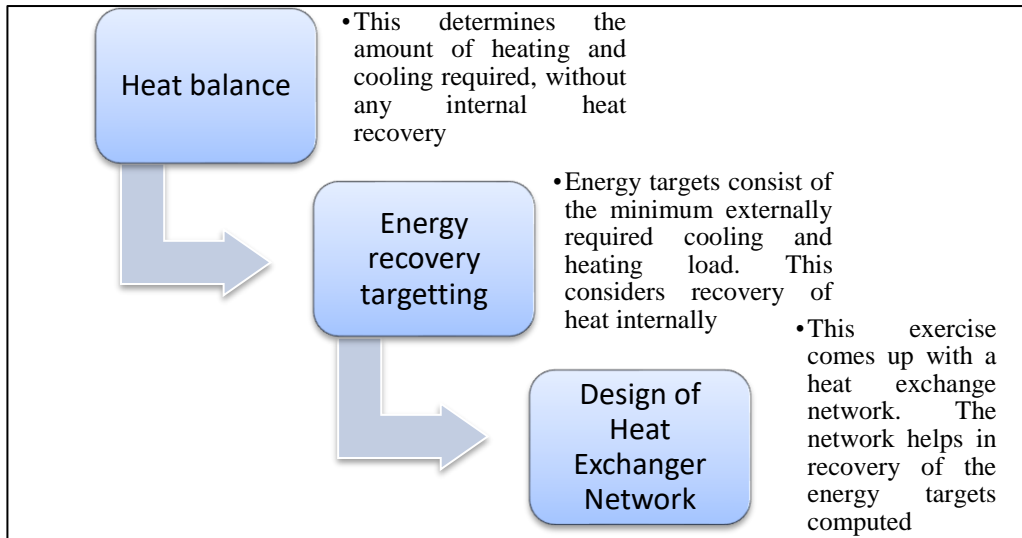 Heat balance
•This determines the
amount of heating and
cooling required, without
any internal heat
recovery
Energy
recovery
targetting
•Energy targets consist of
the minimum externally
required cooling and
heating load. This
considers recovery of
heat internally
Design of
Heat
Exchanger
Network
•This exercise
comes up with a
heat exchange
network. The
network helps in
recovery of the
energy targets
computed